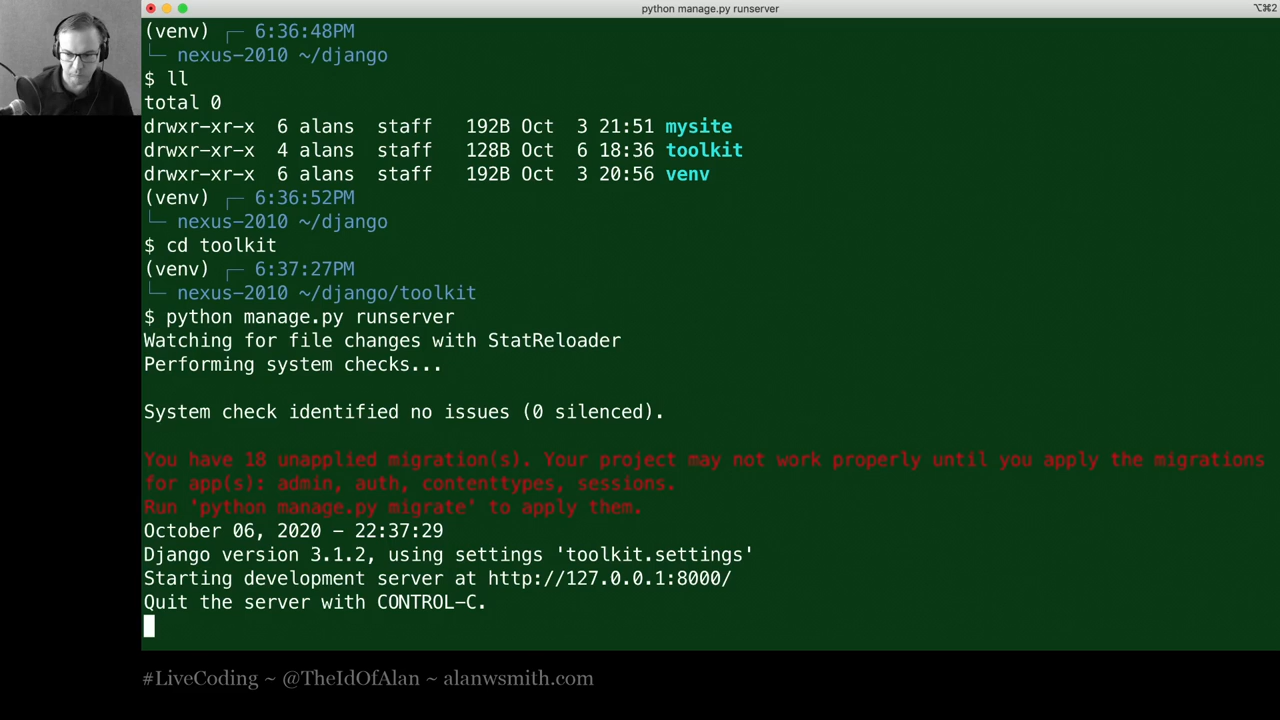 python manage.py runserver
⌥⌘2
(venv) ┌─ 6:36:48PM
└─ nexus-2010 ~/django
$ ll
total 0
drwxr-xr-x 6 alans staff 192B Oct 3 21:51 mysite
drwxr-xr-x 4 alans staff 128B Oct 6 18:36 toolkit
drwxr-xr-x 6 alans staff 192B Oct 3 20:56 venv
(venv) ┌─ 6:36:52PM
└─ nexus-2010 ~/django
$ cd toolkit
(venv) ┌─ 6:37:27PM
└─ nexus-2010 ~/django/toolkit
$ python manage.py runserver
Watching for file changes with StatReloader
Performing system checks...
System check identified no issues (0 silenced).
You have 18 unapplied migration(s). Your project may not work properly until you apply the migrations
for app(s): admin, auth, contenttypes, sessions.
Run 'python manage.py migrate' to apply them.
October 06, 2020 - 22:37:29
Django version 3.1.2, using settings 'toolkit.settings'
Starting development server at http://127.0.0.1:8000/
Quit the server with CONTROL-C.
#LiveCoding ~ @TheIdOfAlan ~ alanwsmith.com